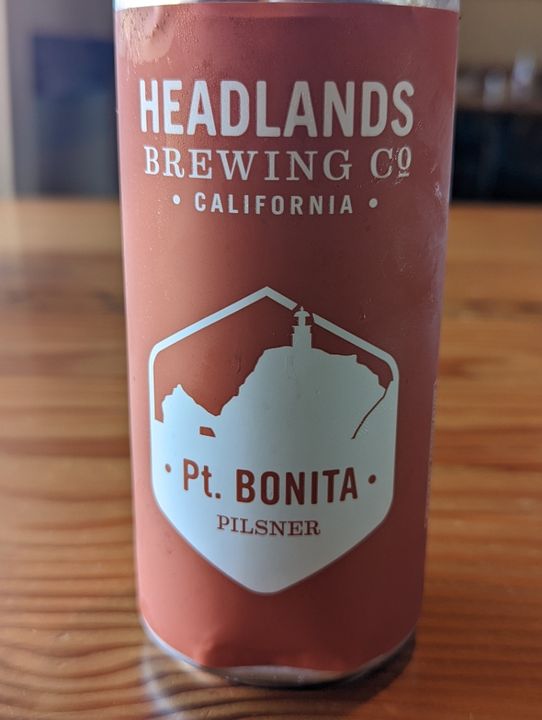 HEADLANDS
BREWING Cº
• CALIFORNIA •
• Pt. BONITA •
PILSNER